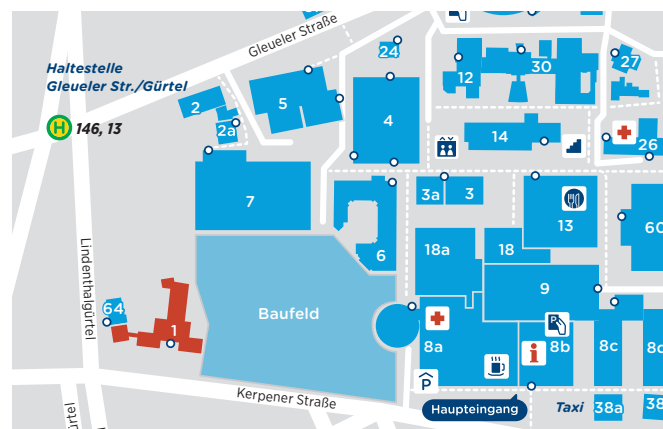 Gleueler Straße
24
Haltestelle
Gleueler Str./Gürtel
H 146, 13
2
2a
5
4
12
30
27
14
26
7
3a
3
13
6
18a
18
60
9
Lindenthalgürtel
64
1
Baufeld
8a
8b
8c
8d
P
P
i
Kerpener Straße
Haupteingang
Taxi
38a
38
gürtel